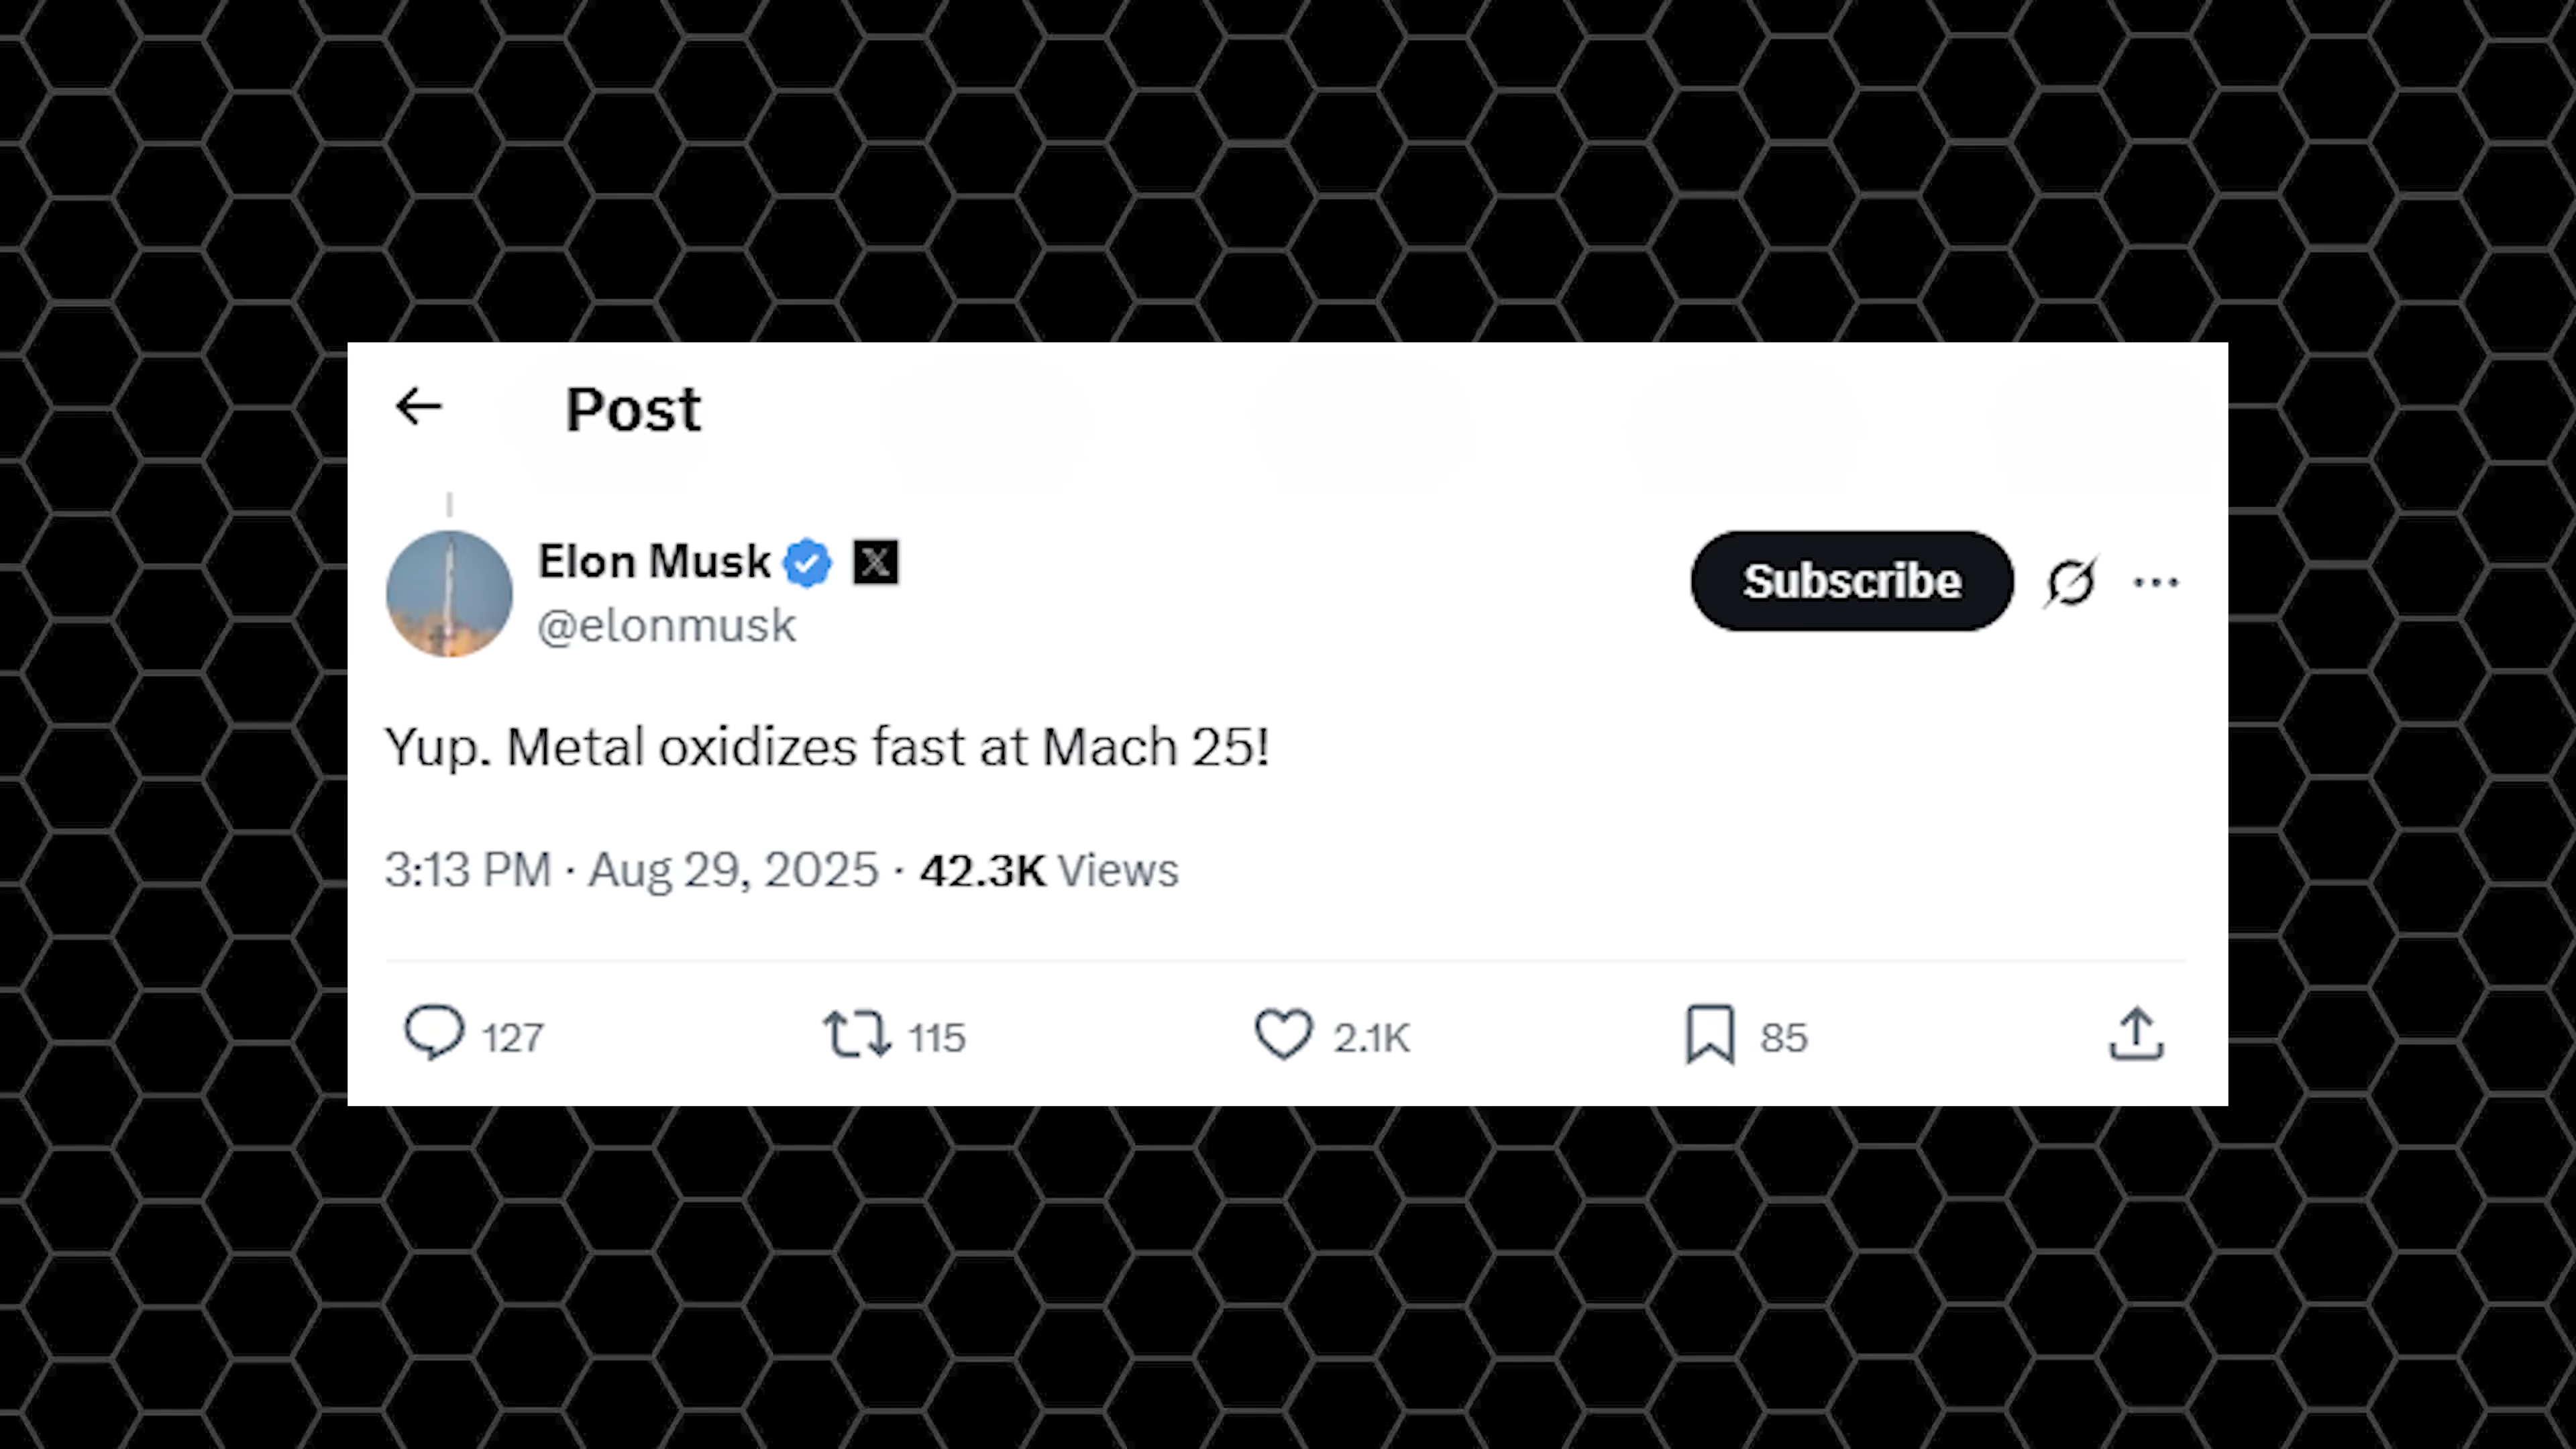 Post
Elon Musk
@elonmusk
Subscribe
Yup. Metal oxidizes fast at Mach 25!
3:13 PM · Aug 29, 2025 · 42.3K Views
127 115 2.1K 85